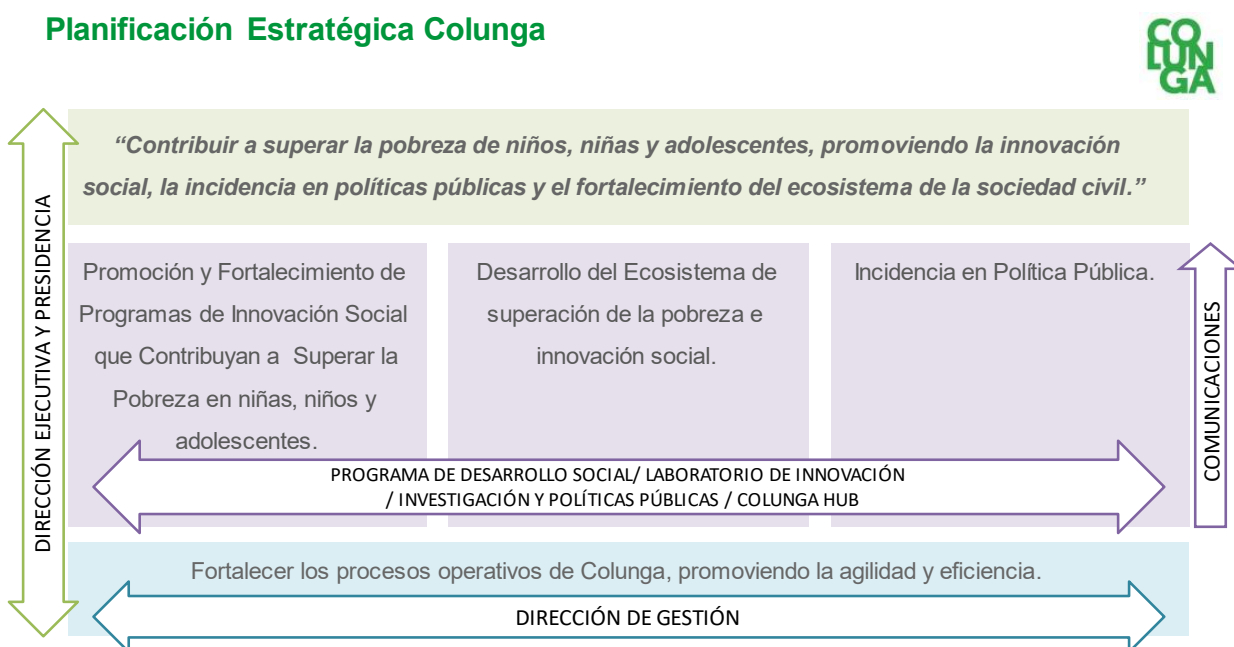 Planificación Estratégica Colunga
CO
LUN
GA
“Contribuir a superar la pobreza de niños, niñas y adolescentes, promoviendo la innovación
social, la incidencia en políticas públicas y el fortalecimiento del ecosistema de la sociedad civil.”
DIRECCIÓN EJECUTIVA Y PRESIDENCIA
Promoción y Fortalecimiento de
Programas de Innovación Social
que Contribuyan a Superar la
Pobreza en niñas, niños y
adolescentes.
Desarrollo del Ecosistema de
superación de la pobreza e
innovación social.
Incidencia en Política Pública.
COMUNICACIONES
PROGRAMA DE DESARROLLO SOCIAL/ LABORATORIO DE INNOVACIÓN
/ INVESTIGACIÓN Y POLÍTICAS PÚBLICAS / COLUNGA HUB
Fortalecer los procesos operativos de Colunga, promoviendo la agilidad y eficiencia.
DIRECCIÓN DE GESTIÓN